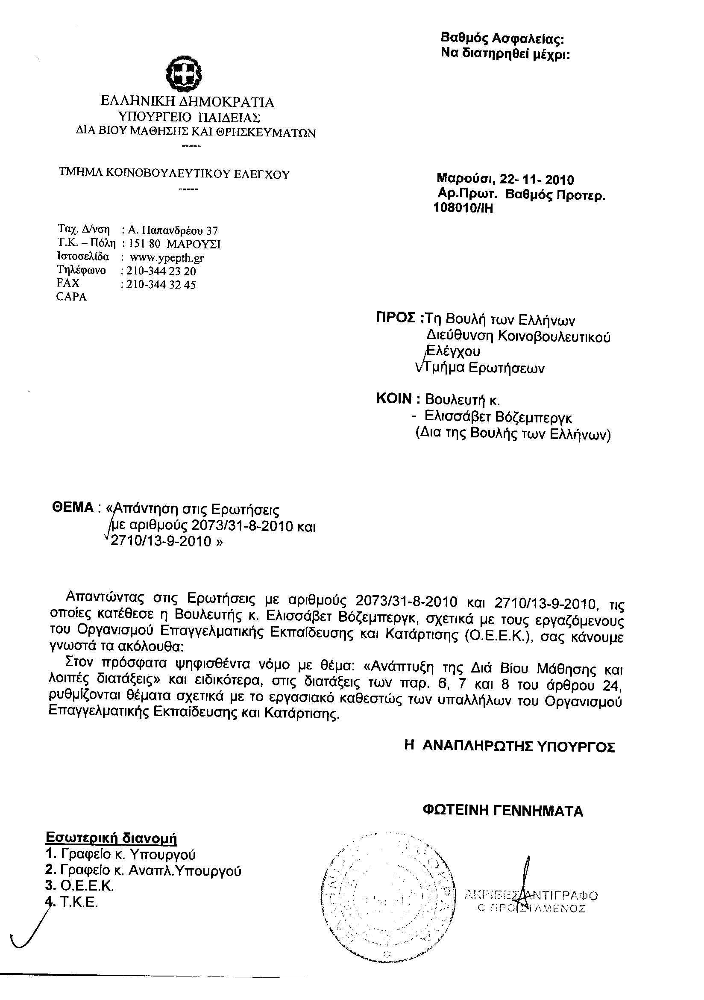 Βαθμός Ασφαλείας:
Να διατηρηθεί μέχρι:
ΕΛΛΗΝΙΚΗ ΔΗΜΟΚΡΑΤΙΑ
ΥΠΟΥΡΓΕΙΟ ΠΑΙΔΕΙΑΣ
ΔΙΑ ΒΙΟΥ ΜΑΘΗΣΗΣ ΚΑΙ ΘΡΗΣΚΕΥΜΑΤΩΝ
-----
ΤΜΗΜΑ ΚΟΙΝΟΒΟΥΛΕΥΤΙΚΟΥ ΕΛΕΓΧΟΥ
-----
Μαρούσι, 22- 11- 2010
Αρ.Πρωτ. Βαθμός Προτερ.
108010/ΙΗ
Ταχ. Δ/νση : Α. Παπανδρέου 37
Τ.Κ. – Πόλη : 151 80 ΜΑΡΟΥΣΙ
Ιστοσελίδα : www.ypepth.gr
Τηλέφωνο : 210-344 23 20
FAX : 210-344 32 45
CAPA
ΠΡΟΣ :Τη Βουλή των Ελλήνων
Διεύθυνση Κοινοβουλευτικού
Ελέγχου
Τμήμα Ερωτήσεων
ΚΟΙΝ : Βουλευτή κ.
- Ελισσάβετ Βόζεμπεργκ
(Δια της Βουλής των Ελλήνων)
ΘΕΜΑ : «Απάντηση στις Ερωτήσεις
με αριθμούς 2073/31-8-2010 και
2710/13-9-2010 »
Απαντώντας στις Ερωτήσεις με αριθμούς 2073/31-8-2010 και 2710/13-9-2010, τις
οποίες κατέθεσε η Βουλευτής κ. Ελισσάβετ Βόζεμπεργκ, σχετικά με τους εργαζόμενους
του Οργανισμού Επαγγελματικής Εκπαίδευσης και Κατάρτισης (Ο.Ε.Ε.Κ.), σας κάνουμε
γνωστά τα ακόλουθα:
Στον πρόσφατα ψηφισθέντα νόμο με θέμα: «Ανάπτυξη της Διά Βίου Μάθησης και
λοιπές διατάξεις» και ειδικότερα, στις διατάξεις των παρ. 6, 7 και 8 του άρθρου 24,
ρυθμίζονται θέματα σχετικά με το εργασιακό καθεστώς των υπαλλήλων του Οργανισμού
Επαγγελματικής Εκπαίδευσης και Κατάρτισης.
Η ΑΝΑΠΛΗΡΩΤΗΣ ΥΠΟΥΡΓΟΣ
ΦΩΤΕΙΝΗ ΓΕΝΝΗΜΑΤΑ
Εσωτερική διανομή
1. Γραφείο κ. Υπουργού
2. Γραφείο κ. Αναπλ.Υπουργού
3. Ο.Ε.Ε.Κ.
4. Τ.Κ.Ε.
ΕΛΛΗΝΙΚΗ ΔΗΜΟΚΡΑΤΙΑ
ΑΚΡΙΒΕΣ ΑΝΤΙΓΡΑΦΟ
Ο ΠΡΟΪΣΤΑΜΕΝΟΣ